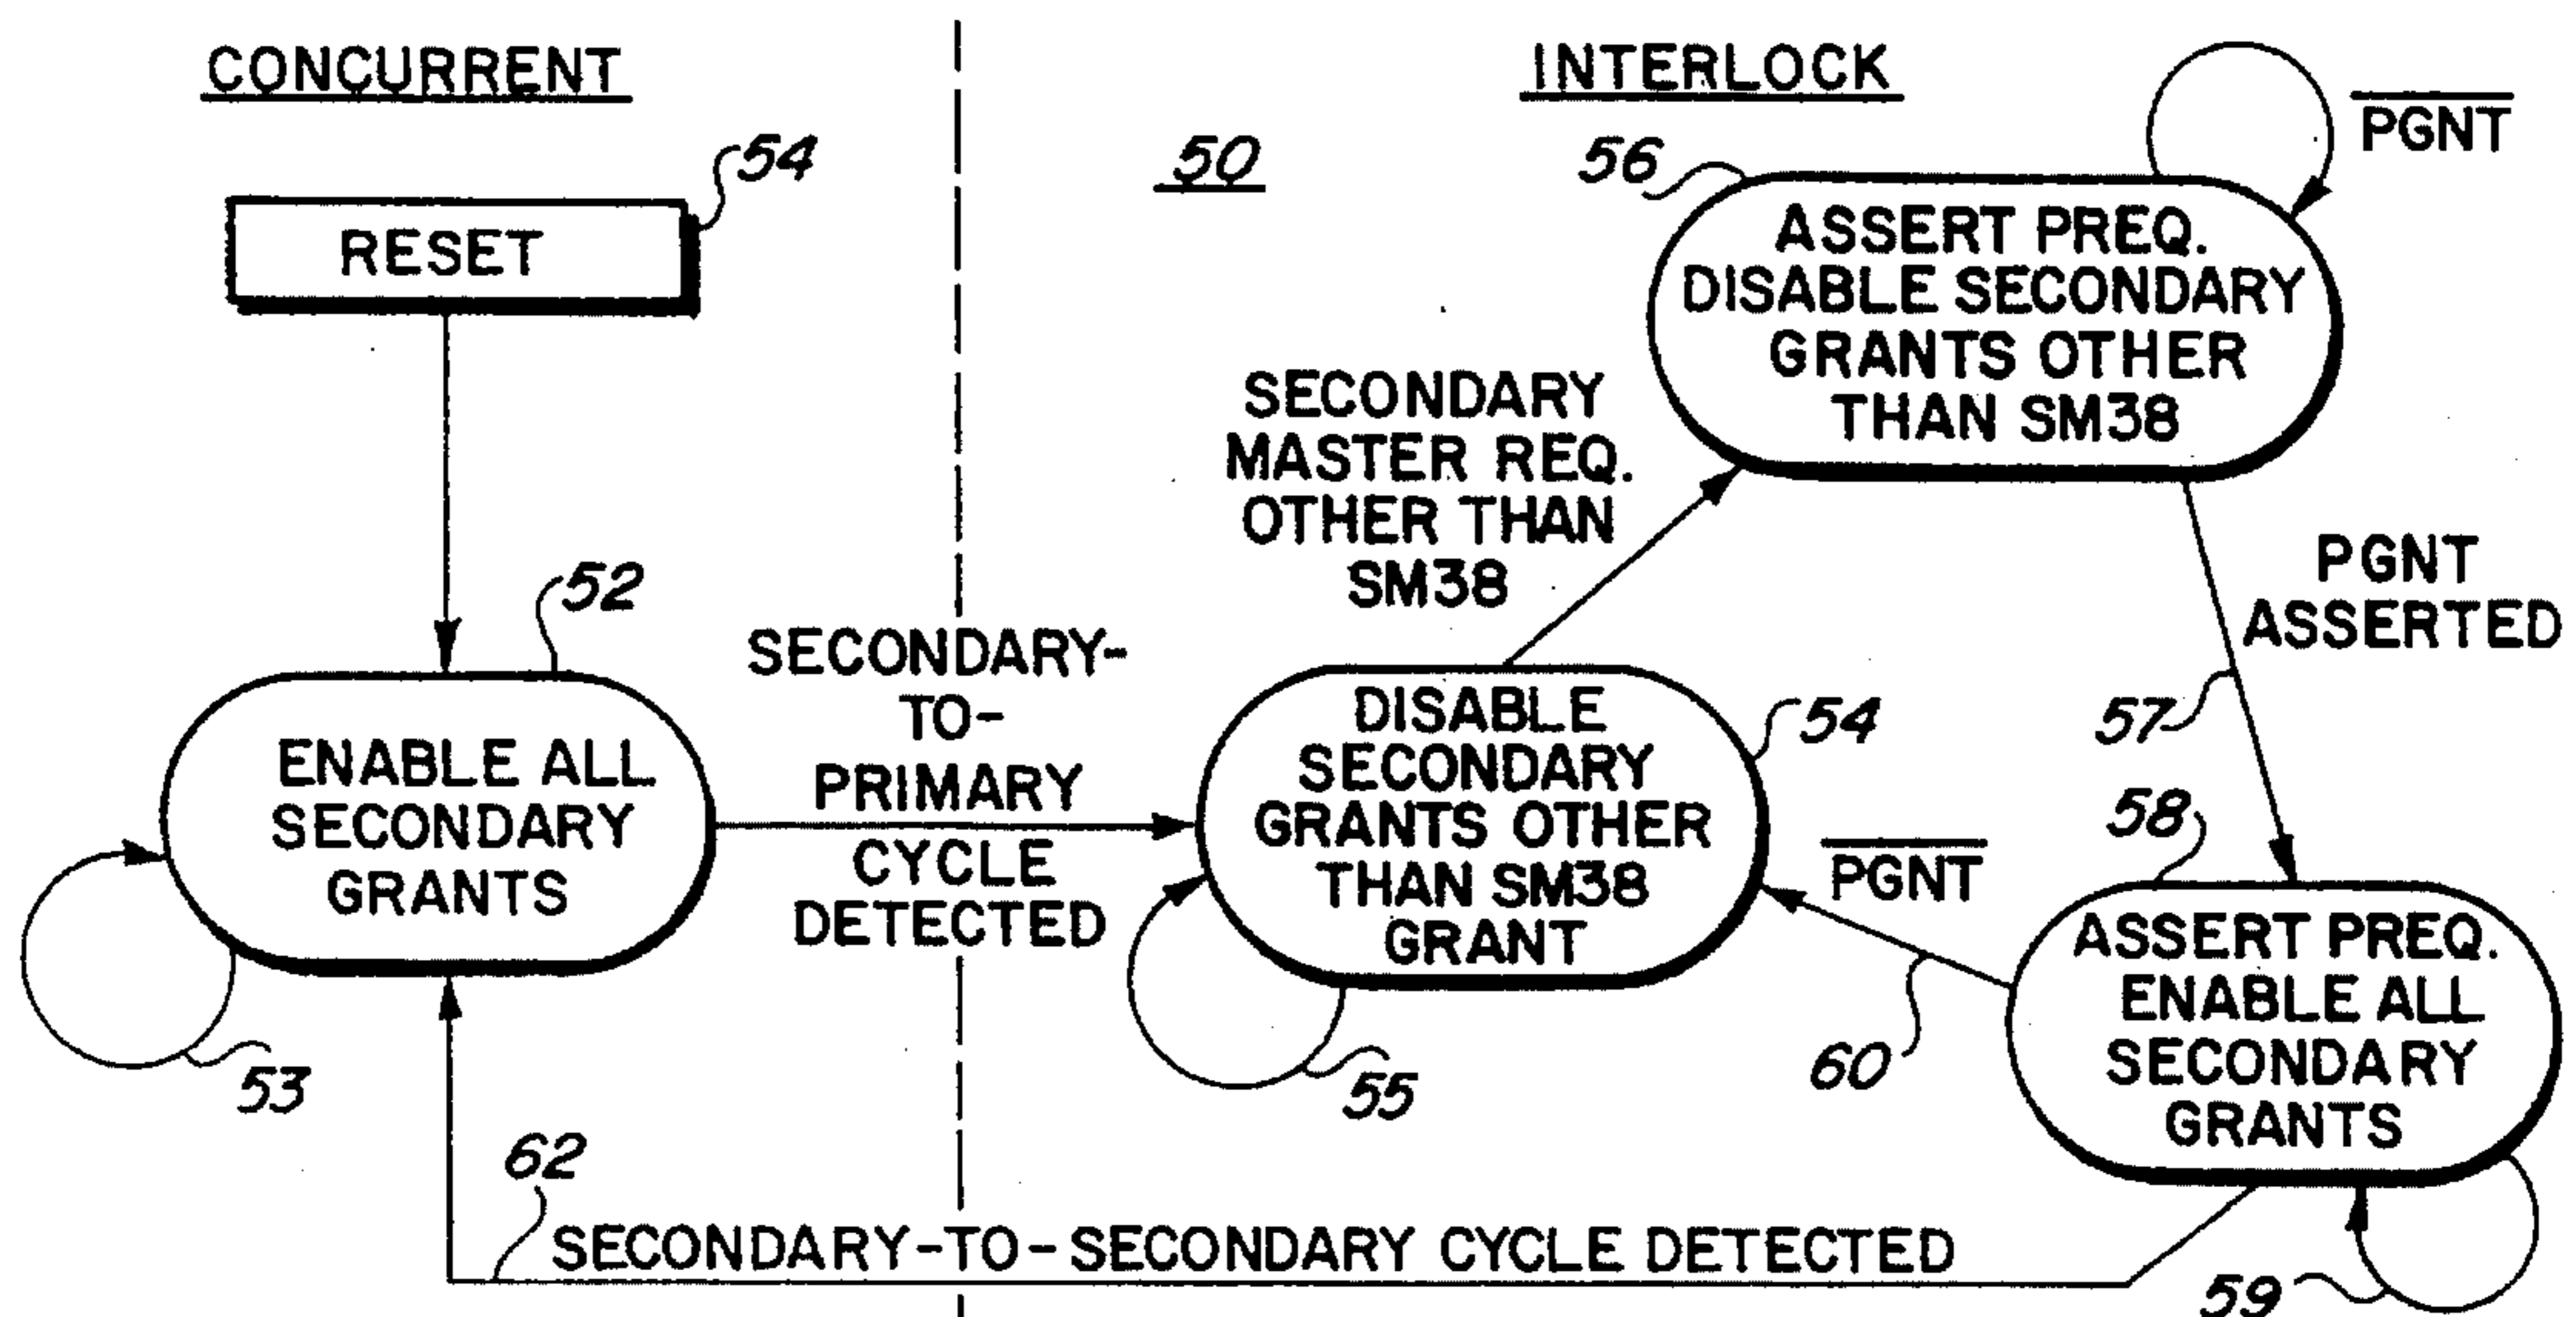 CONCURRENT
INTERLOCK
50
54
RESET
52
ENABLE ALL
SECONDARY
GRANTS
53
SECONDARY-
TO-
PRIMARY
CYCLE
DETECTED
SECONDARY
MASTER REQ.
OTHER THAN
SM38
56
PGNT
ASSERT PREQ.
DISABLE SECONDARY
GRANTS OTHER
THAN SM38
PGNT
ASSERTED
57
DISABLE
SECONDARY
GRANTS OTHER
THAN SM38
GRANT
54
55
PGNT
60
58
ASSERT PREQ.
ENABLE ALL
SECONDARY
GRANTS
59
62
SECONDARY-TO-SECONDARY CYCLE DETECTED